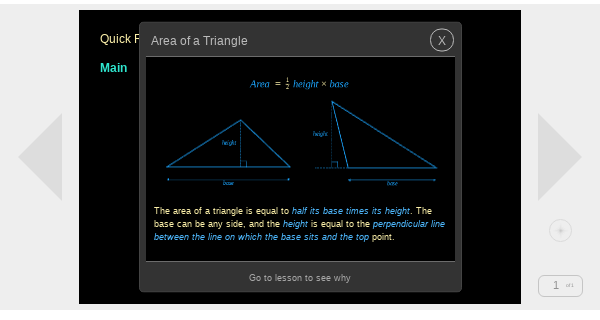 Quick
Area of a Triangle
X
Main
Area = 1/2 height × base
height
height
base
base
The area of a triangle is equal to half its base times its height. The
base can be any side, and the height is equal to the perpendicular line
between the line on which the base sits and the top point.
Go to lesson to see why
1 of 1